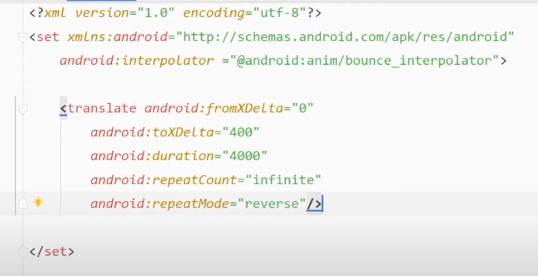 <?xml version="1.0" encoding="utf-8"?>
<set xmlns:android="http://schemas.android.com/apk/res/android"
android:interpolator ="@android:anim/bounce_interpolator">
<translate android:fromXDelta="0"
android:toXDelta="400"
android:duration="4000"
android:repeatCount="infinite"
android:repeatMode="reverse"/>
</set>